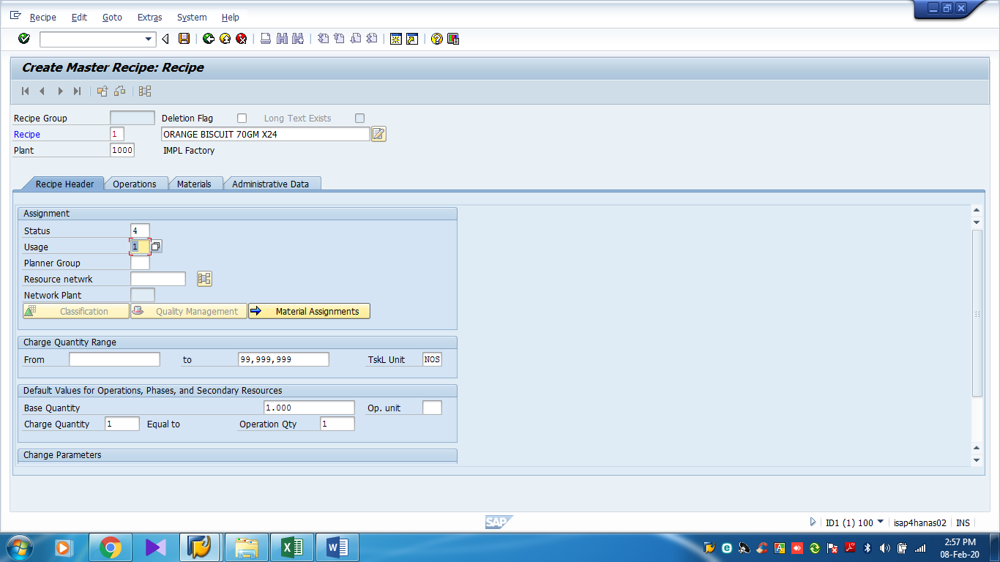 Recipe Edit Goto Extras System Help
Create Master Recipe: Recipe
Recipe Group Deletion Flag Long Text Exists
Recipe 1 ORANGE BISCUIT 70GM X24
Plant 1000 IMPL Factory
Recipe Header Operations Materials Administrative Data
Assignment
Status 4
Usage 1
Planner Group
Resource netwrk
Network Plant
Classification Quality Management Material Assignments
Charge Quantity Range
From to 99,999,999 TskL Unit NOS
Default Values for Operations, Phases, and Secondary Resources
Base Quantity 1.000 Op. unit
Charge Quantity 1 Equal to Operation Qty 1
Change Parameters
SAP ID1 (1) 100 isap4hanas02 INS
2:57 PM
08-Feb-20